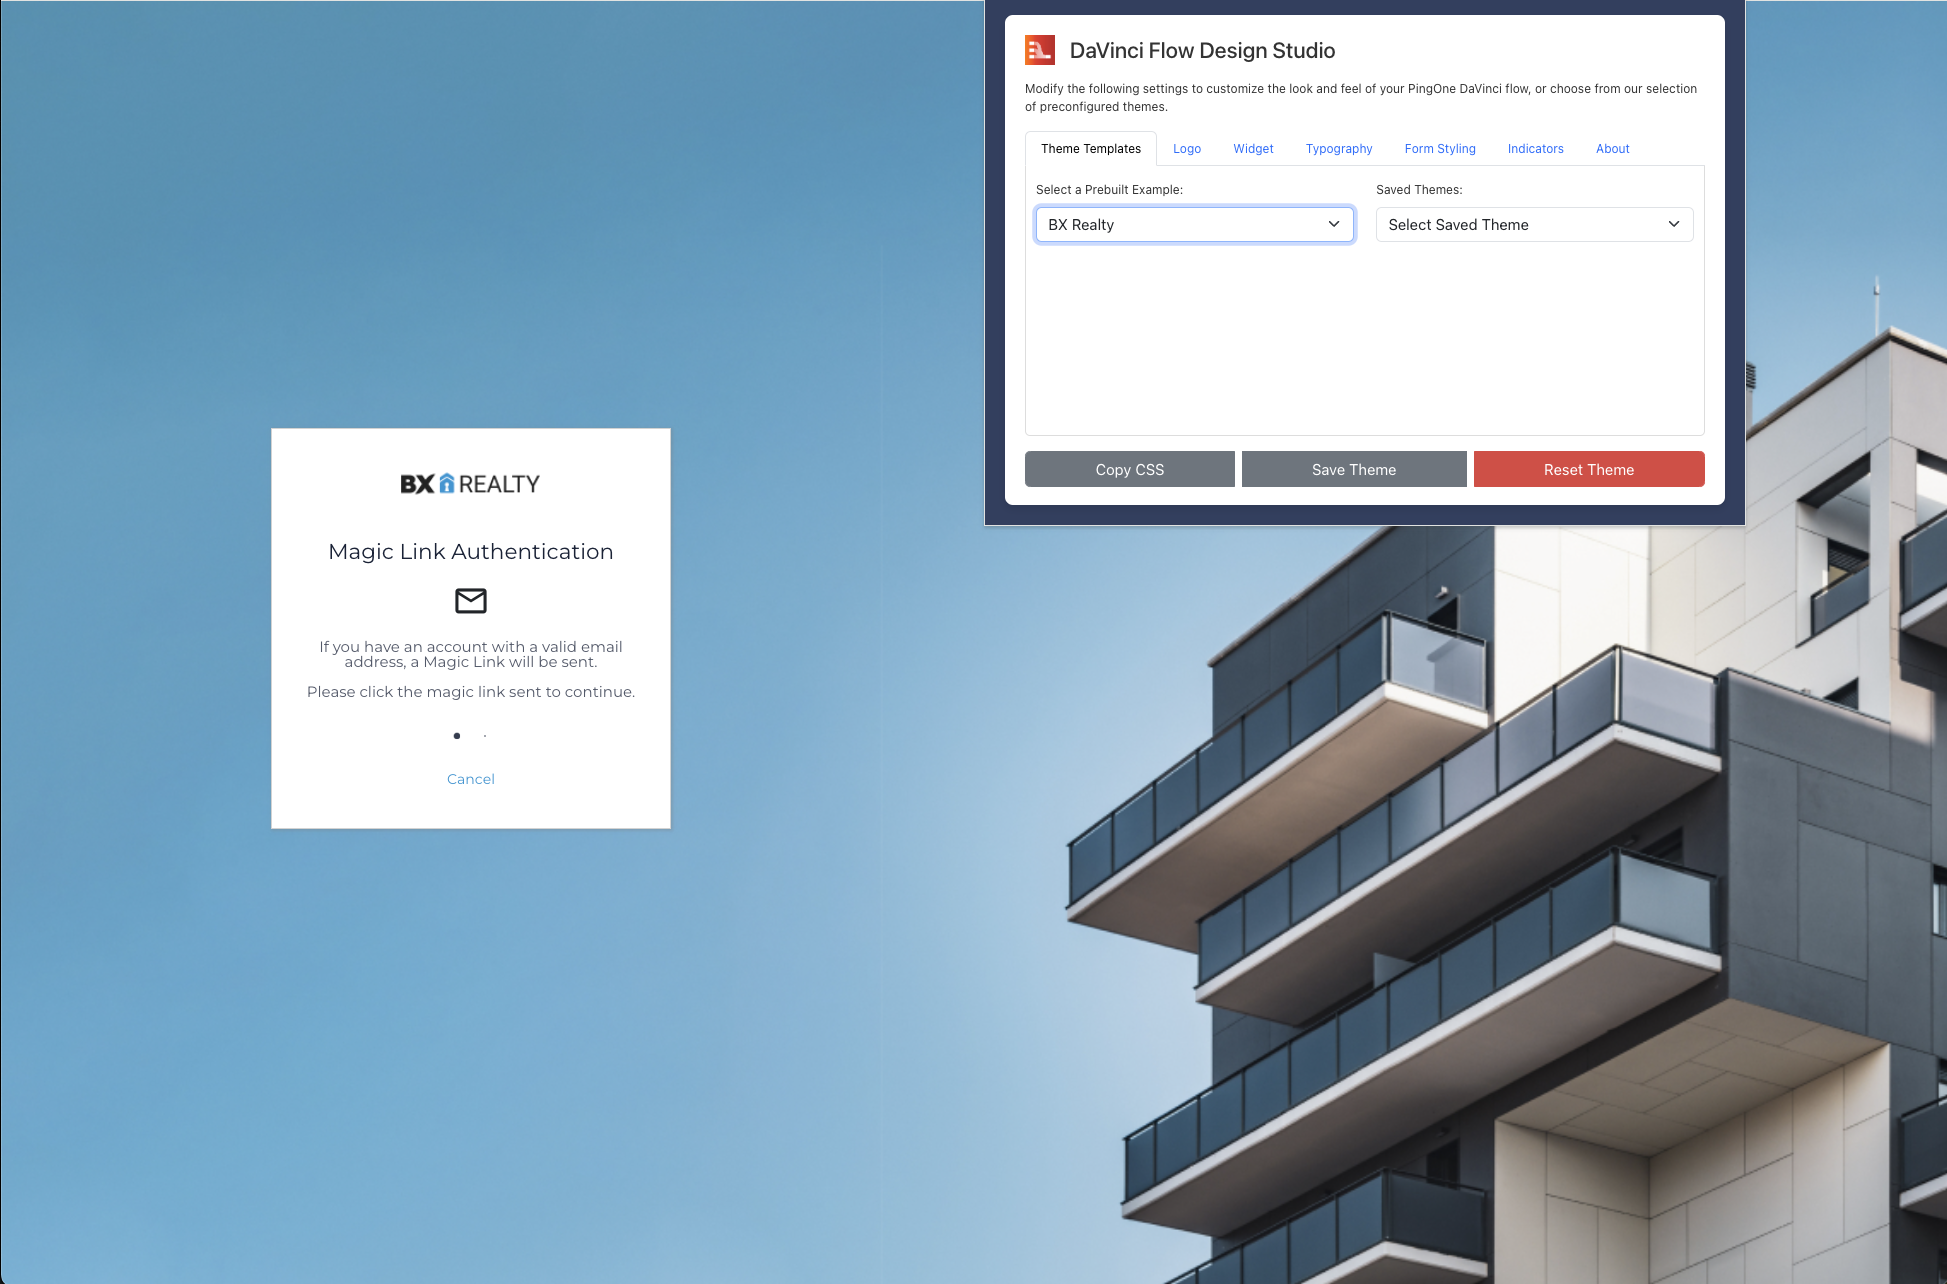 DaVinci Flow Design Studio
Modify the following settings to customize the look and feel of your PingOne DaVinci flow, or choose from our selection
of preconfigured themes.
Theme Templates Logo Widget Typography Form Styling Indicators About
Select a Prebuilt Example: Saved Themes:
BX Realty Select Saved Theme
Copy CSS Save Theme Reset Theme
BX REALTY
Magic Link Authentication
If you have an account with a valid email
address, a Magic Link will be sent.
Please click the magic link sent to continue.
Cancel